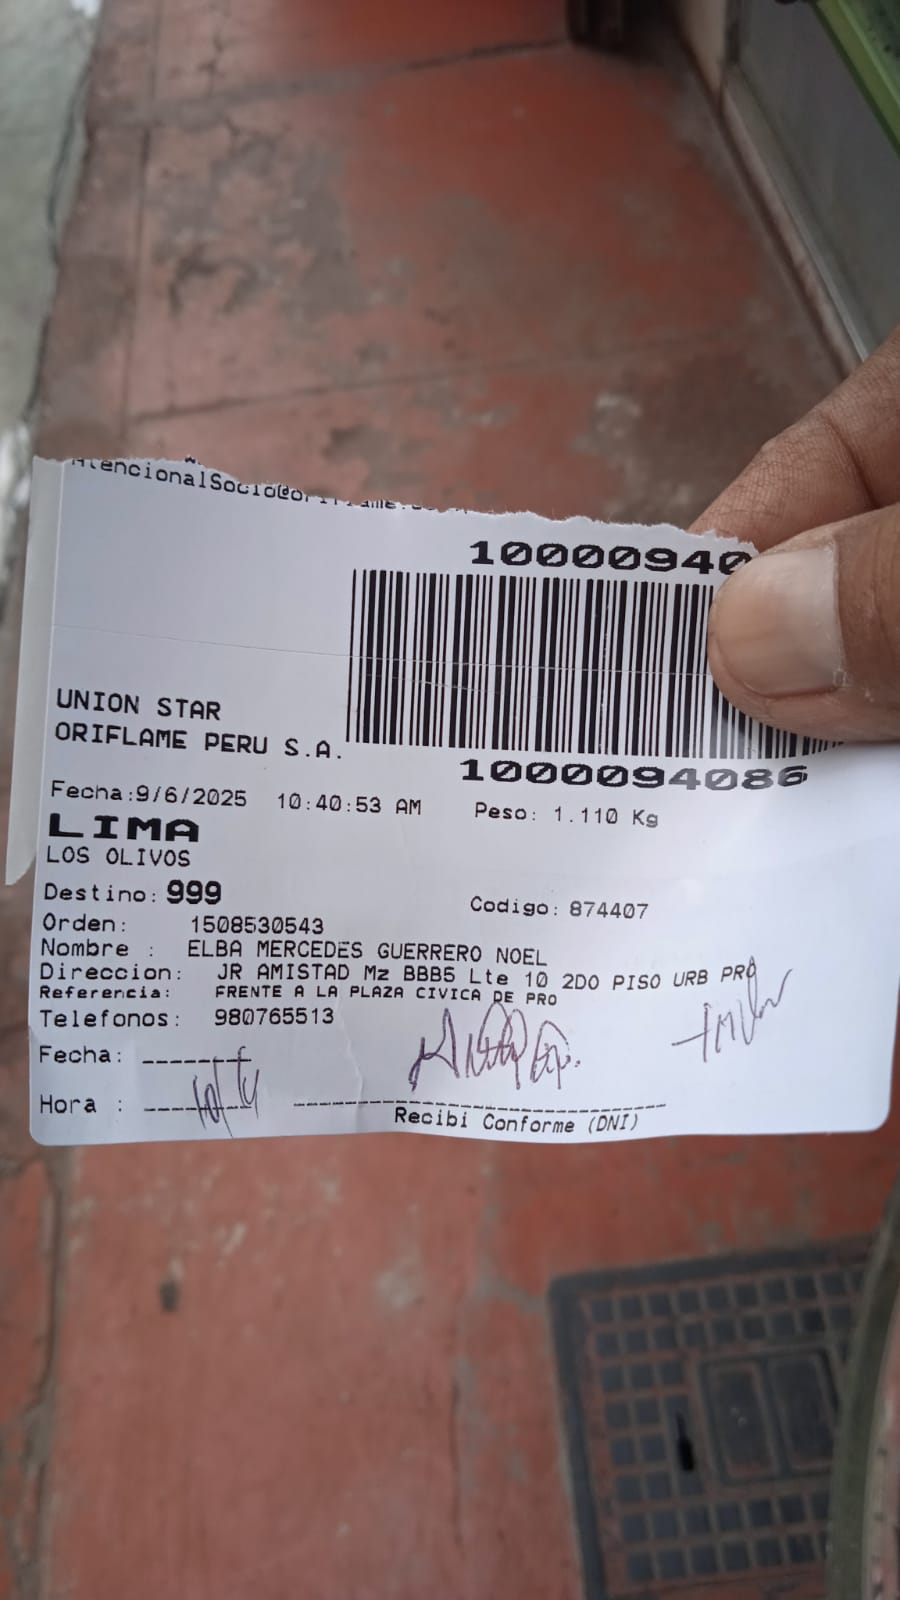 AtencionalSocio@oriflame.
10000940
UNION STAR
ORIFLAME PERU S.A.
1000094086
Fecha:9/6/2025 10:40:53 AM Peso: 1.110 Kg
LIMA
LOS OLIVOS
Destino: 999 Codigo: 874407
Orden: 1508530543
Nombre : ELBA MERCEDES GUERRERO NOEL
Direccion: JR AMISTAD Mz BBB5 Lte 10 2DO PISO URB PRO
Referencia: FRENTE A LA PLAZA CIVICA DE PRO
Telefonos: 980765513
Fecha:
Hora :
Recibi Conforme (DNI)